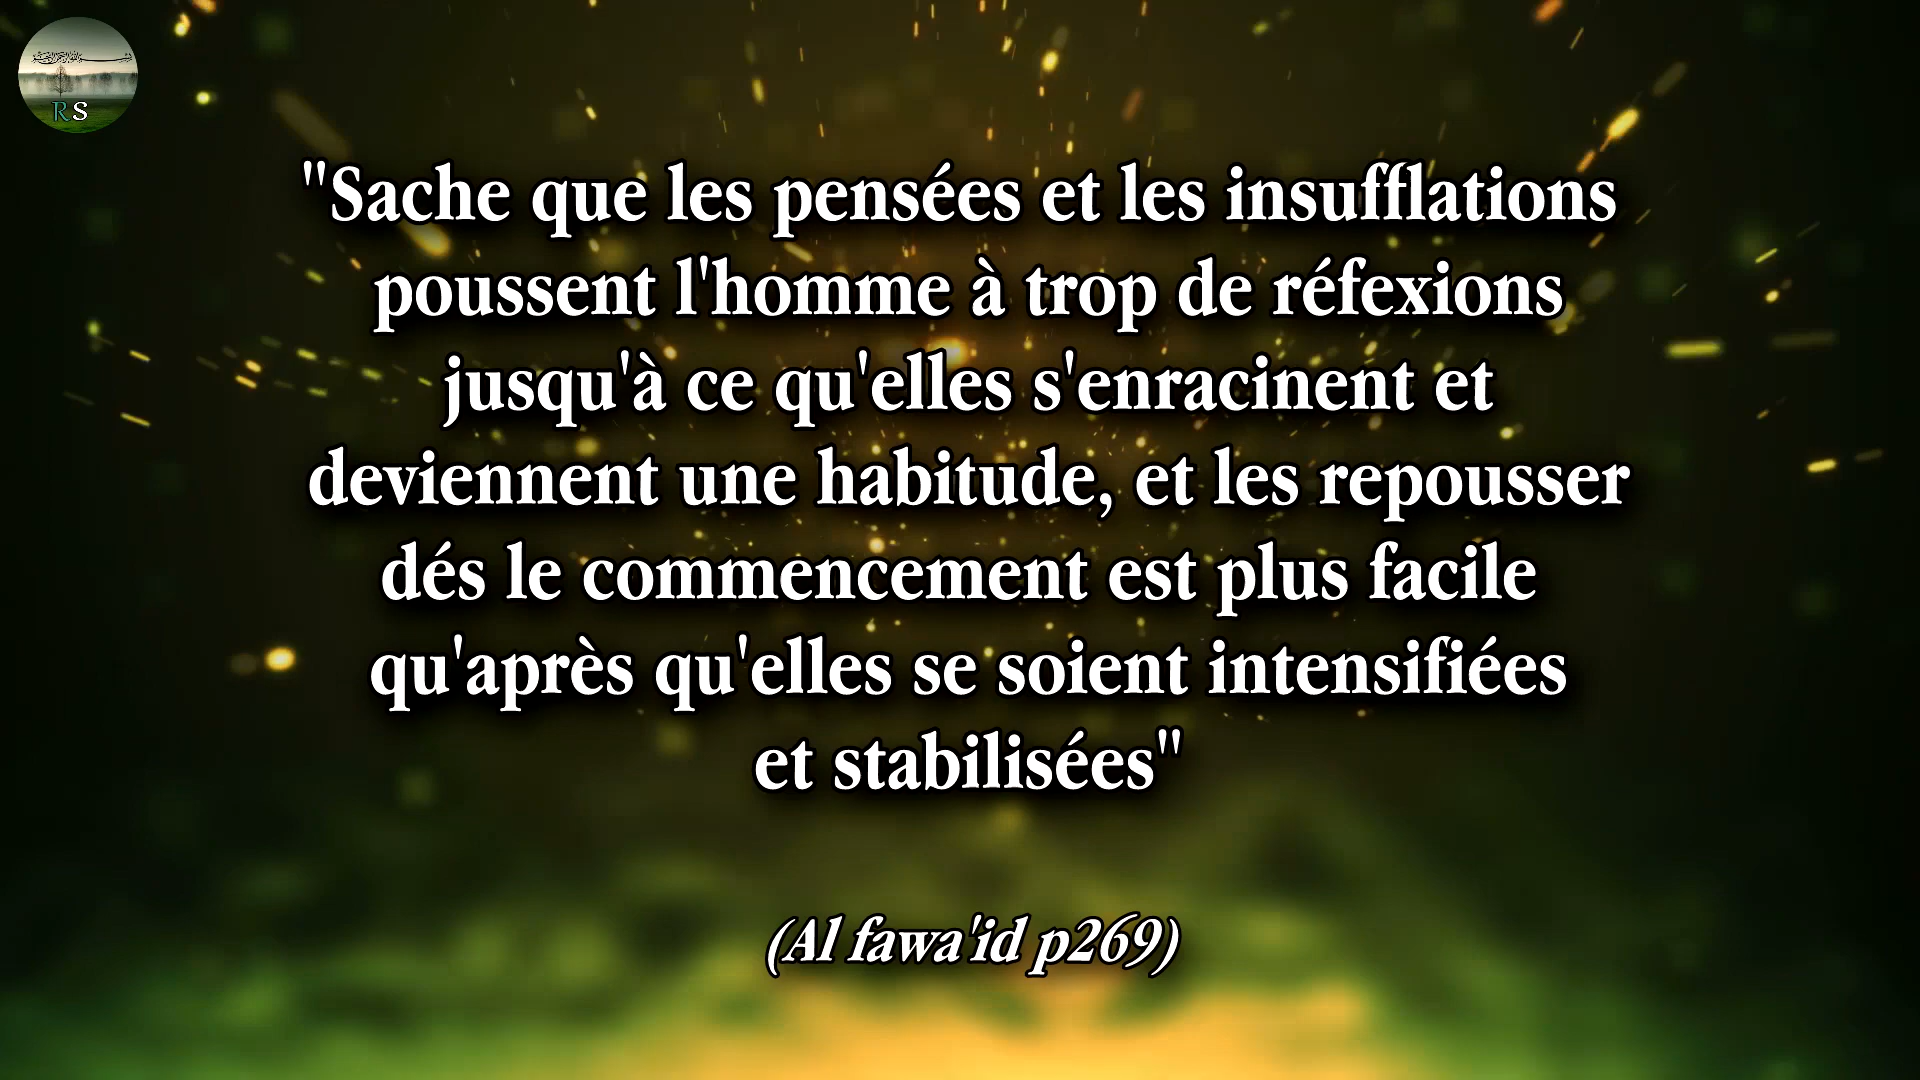 RS
"Sache que les pensées et les insufflations
poussent l'homme à trop de réfexions
jusqu'à ce qu'elles s'enracinent et
deviennent une habitude, et les repousser
dés le commencement est plus facile
qu'après qu'elles se soient intensifiées
et stabilisées"
(Al fawa'id p269)